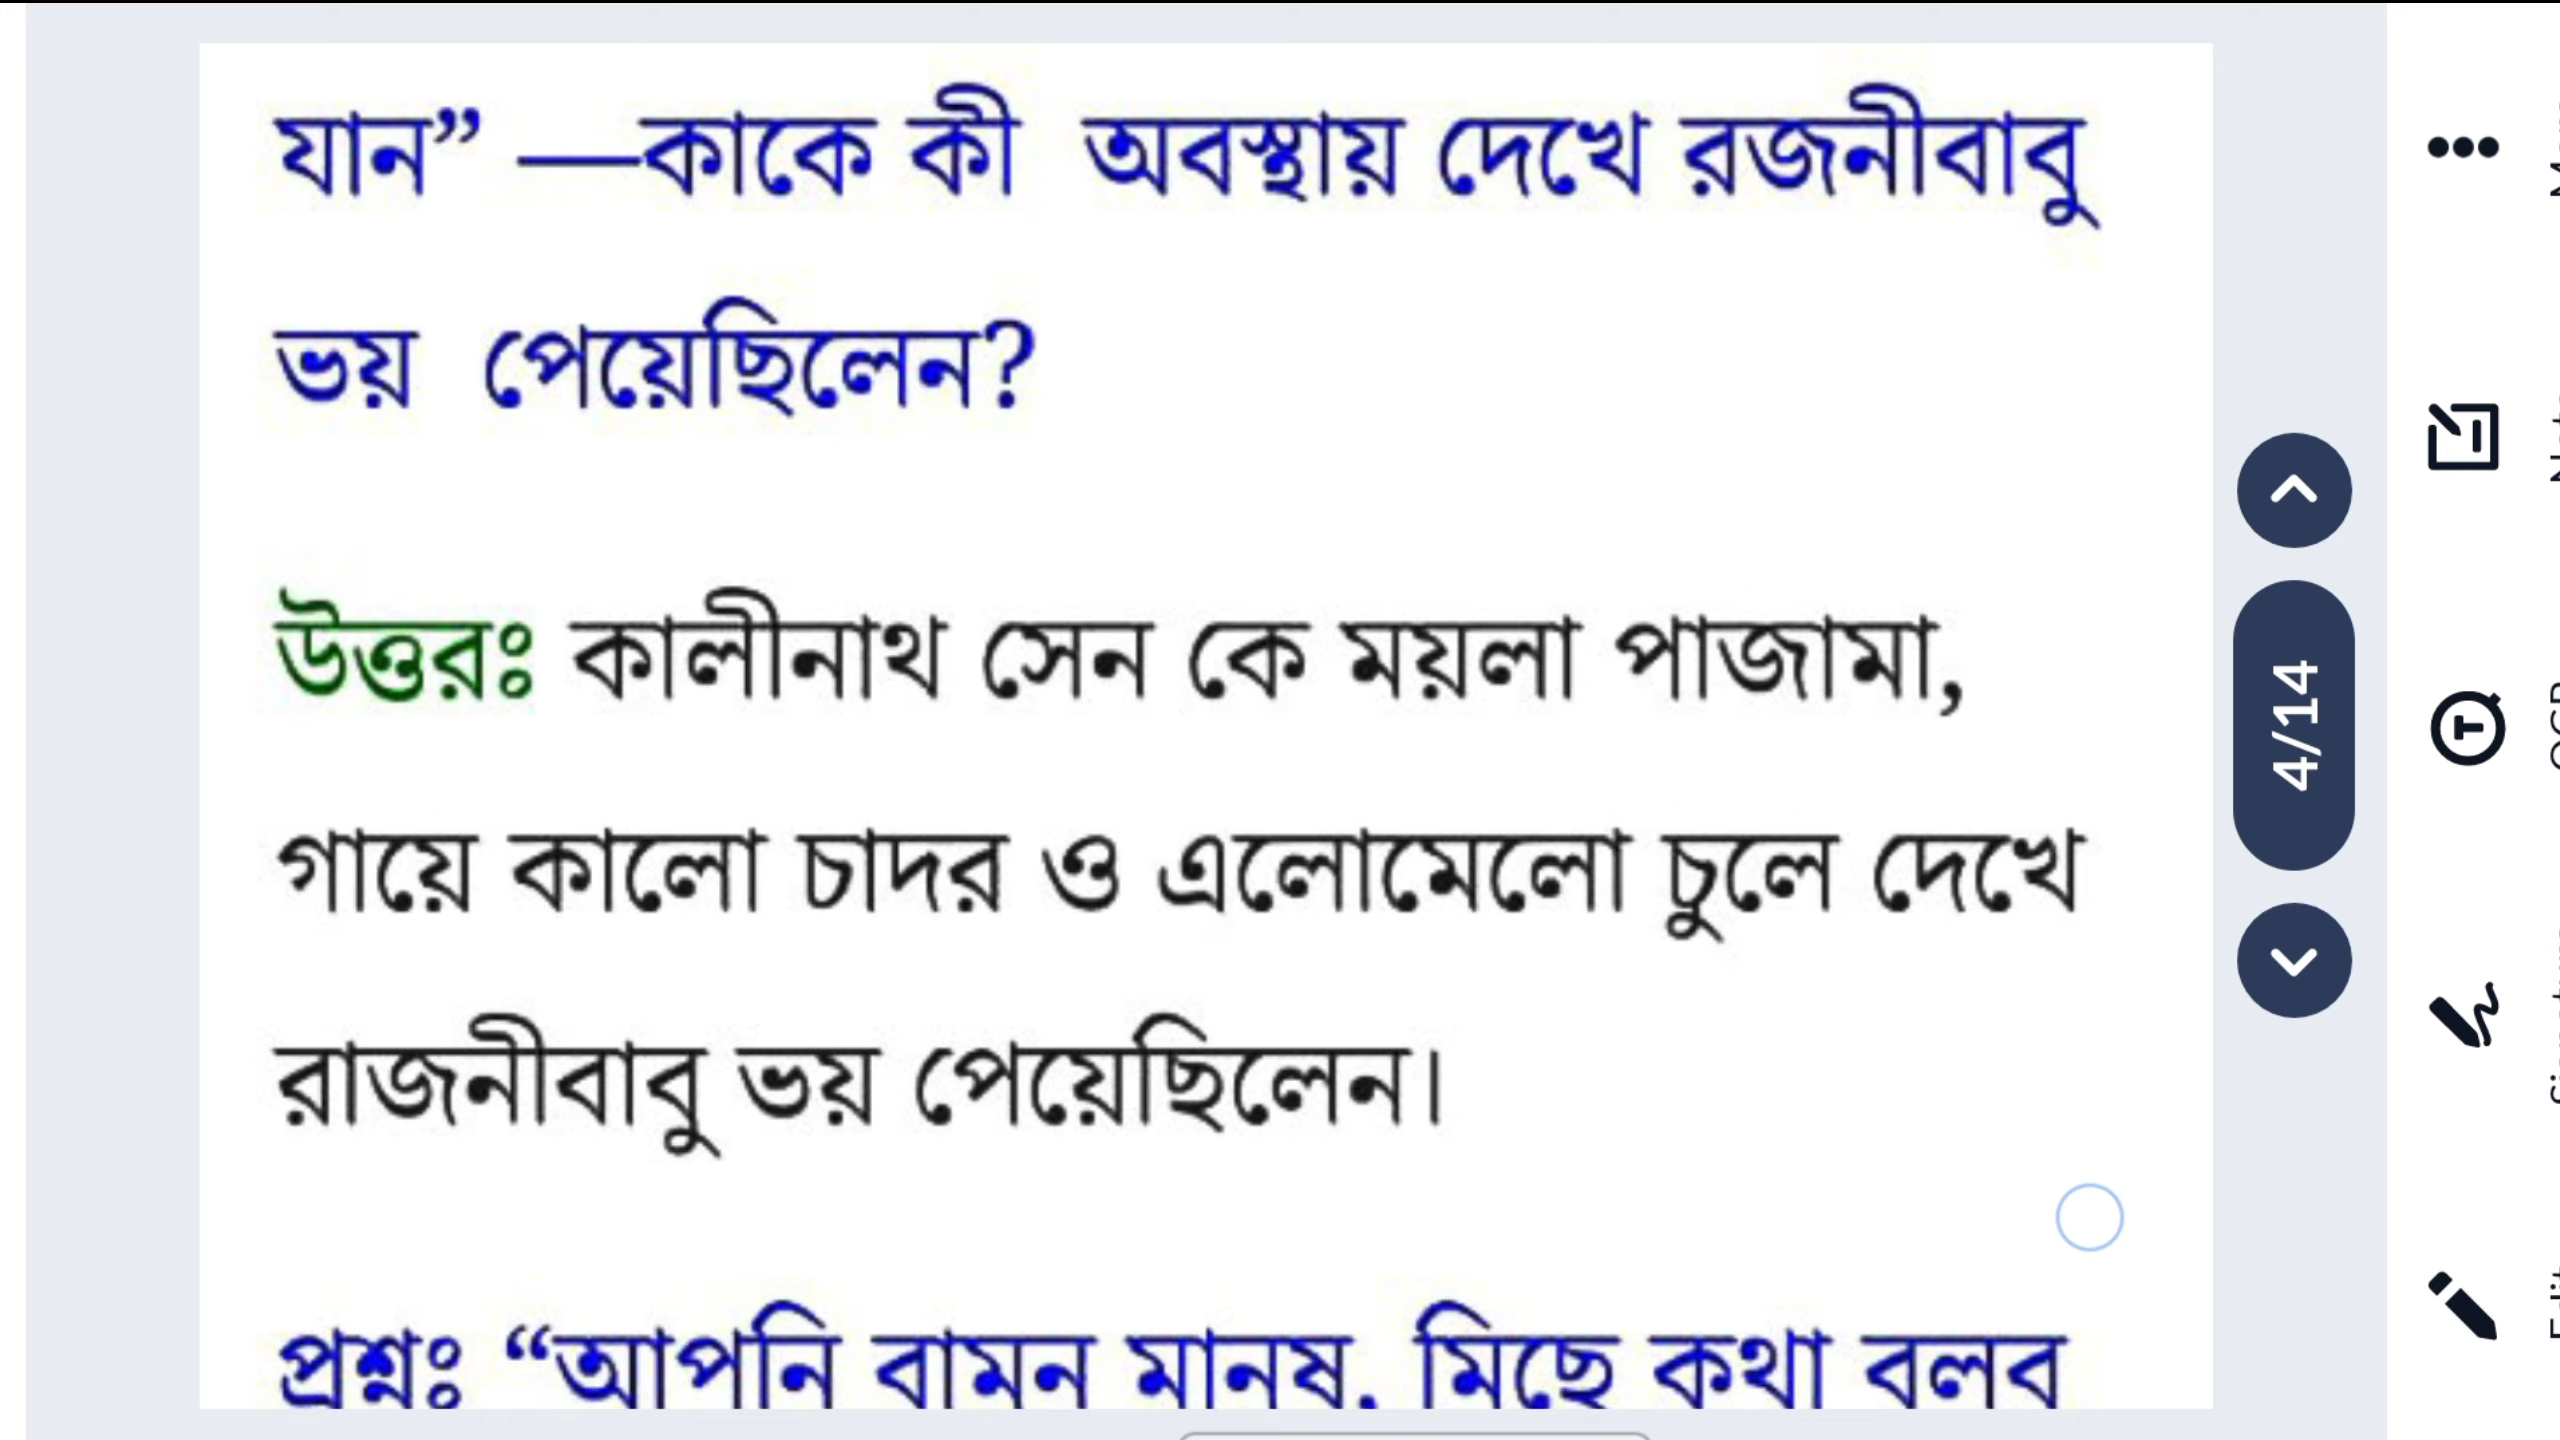 যান” —কাকে কী অবস্থায় দেখে রজনীবাবু
ভয় পেয়েছিলেন?
উত্তরঃ কালীনাথ সেন কে ময়লা পাজামা,
গায়ে কালো চাদর ও এলোমেলো চুলে দেখে
রাজনীবাবু ভয় পেয়েছিলেন।
প্রশ্নঃ “আপনি বামন মানুষ, মিছে কথা বলব
4/14